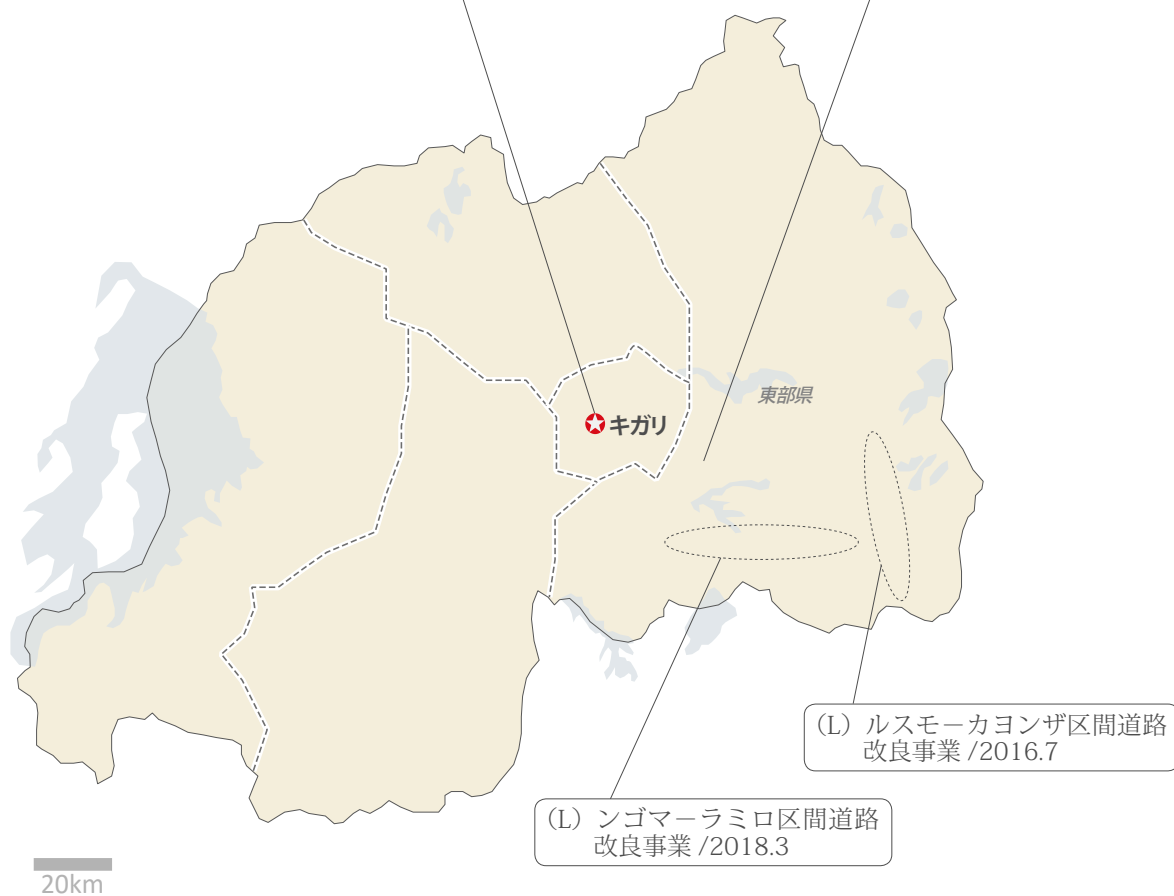 東部県
キガリ
（L）ルスモ－カヨンザ区間道路
改良事業 /2016.7
（L）ンゴマ－ラミロ区間道路
改良事業 /2018.3
20km